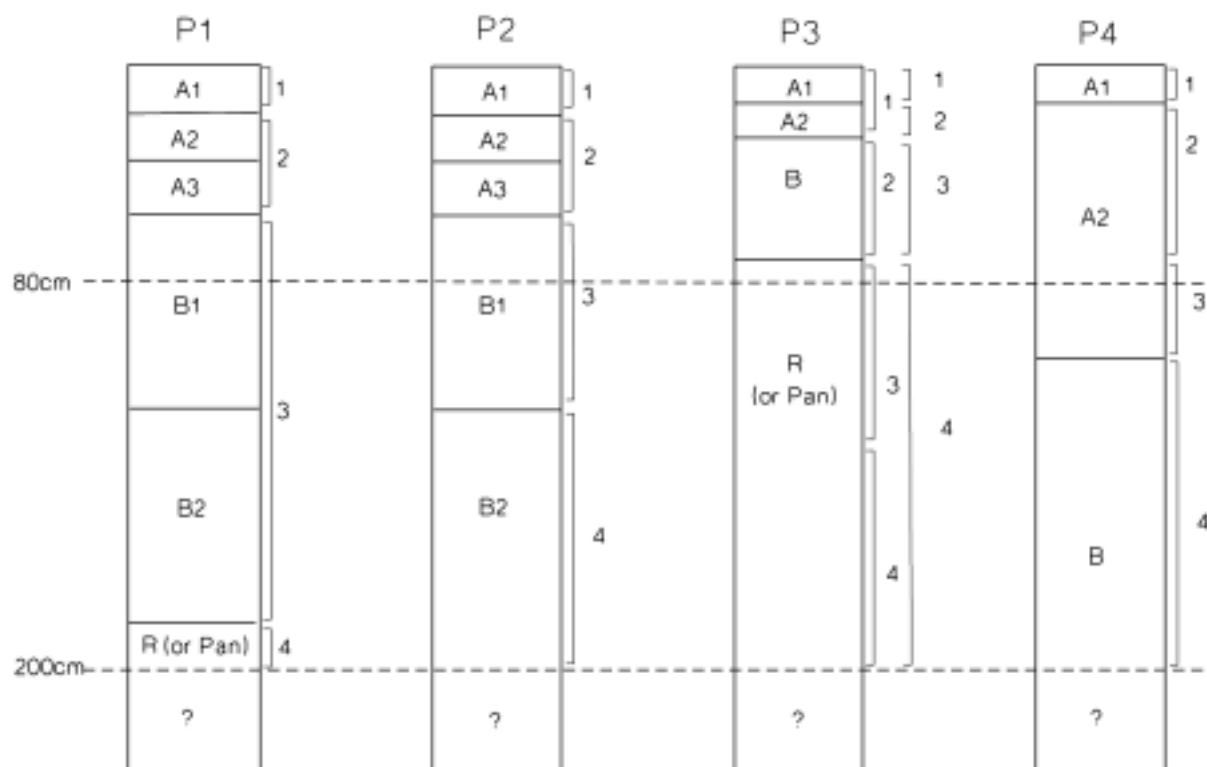 P1 P2 P3 P4
A1 1 A1 1 A1 1 1 A1 1
A2 2 A2 2 A2 2 A2 2
A3 A3 B 2 3
80cm
B1 B1 3 3
R
(or Pan) 3
3 4
B2 B2 4 4 4
B
R (or Pan) 4
200cm
? ? ? ?